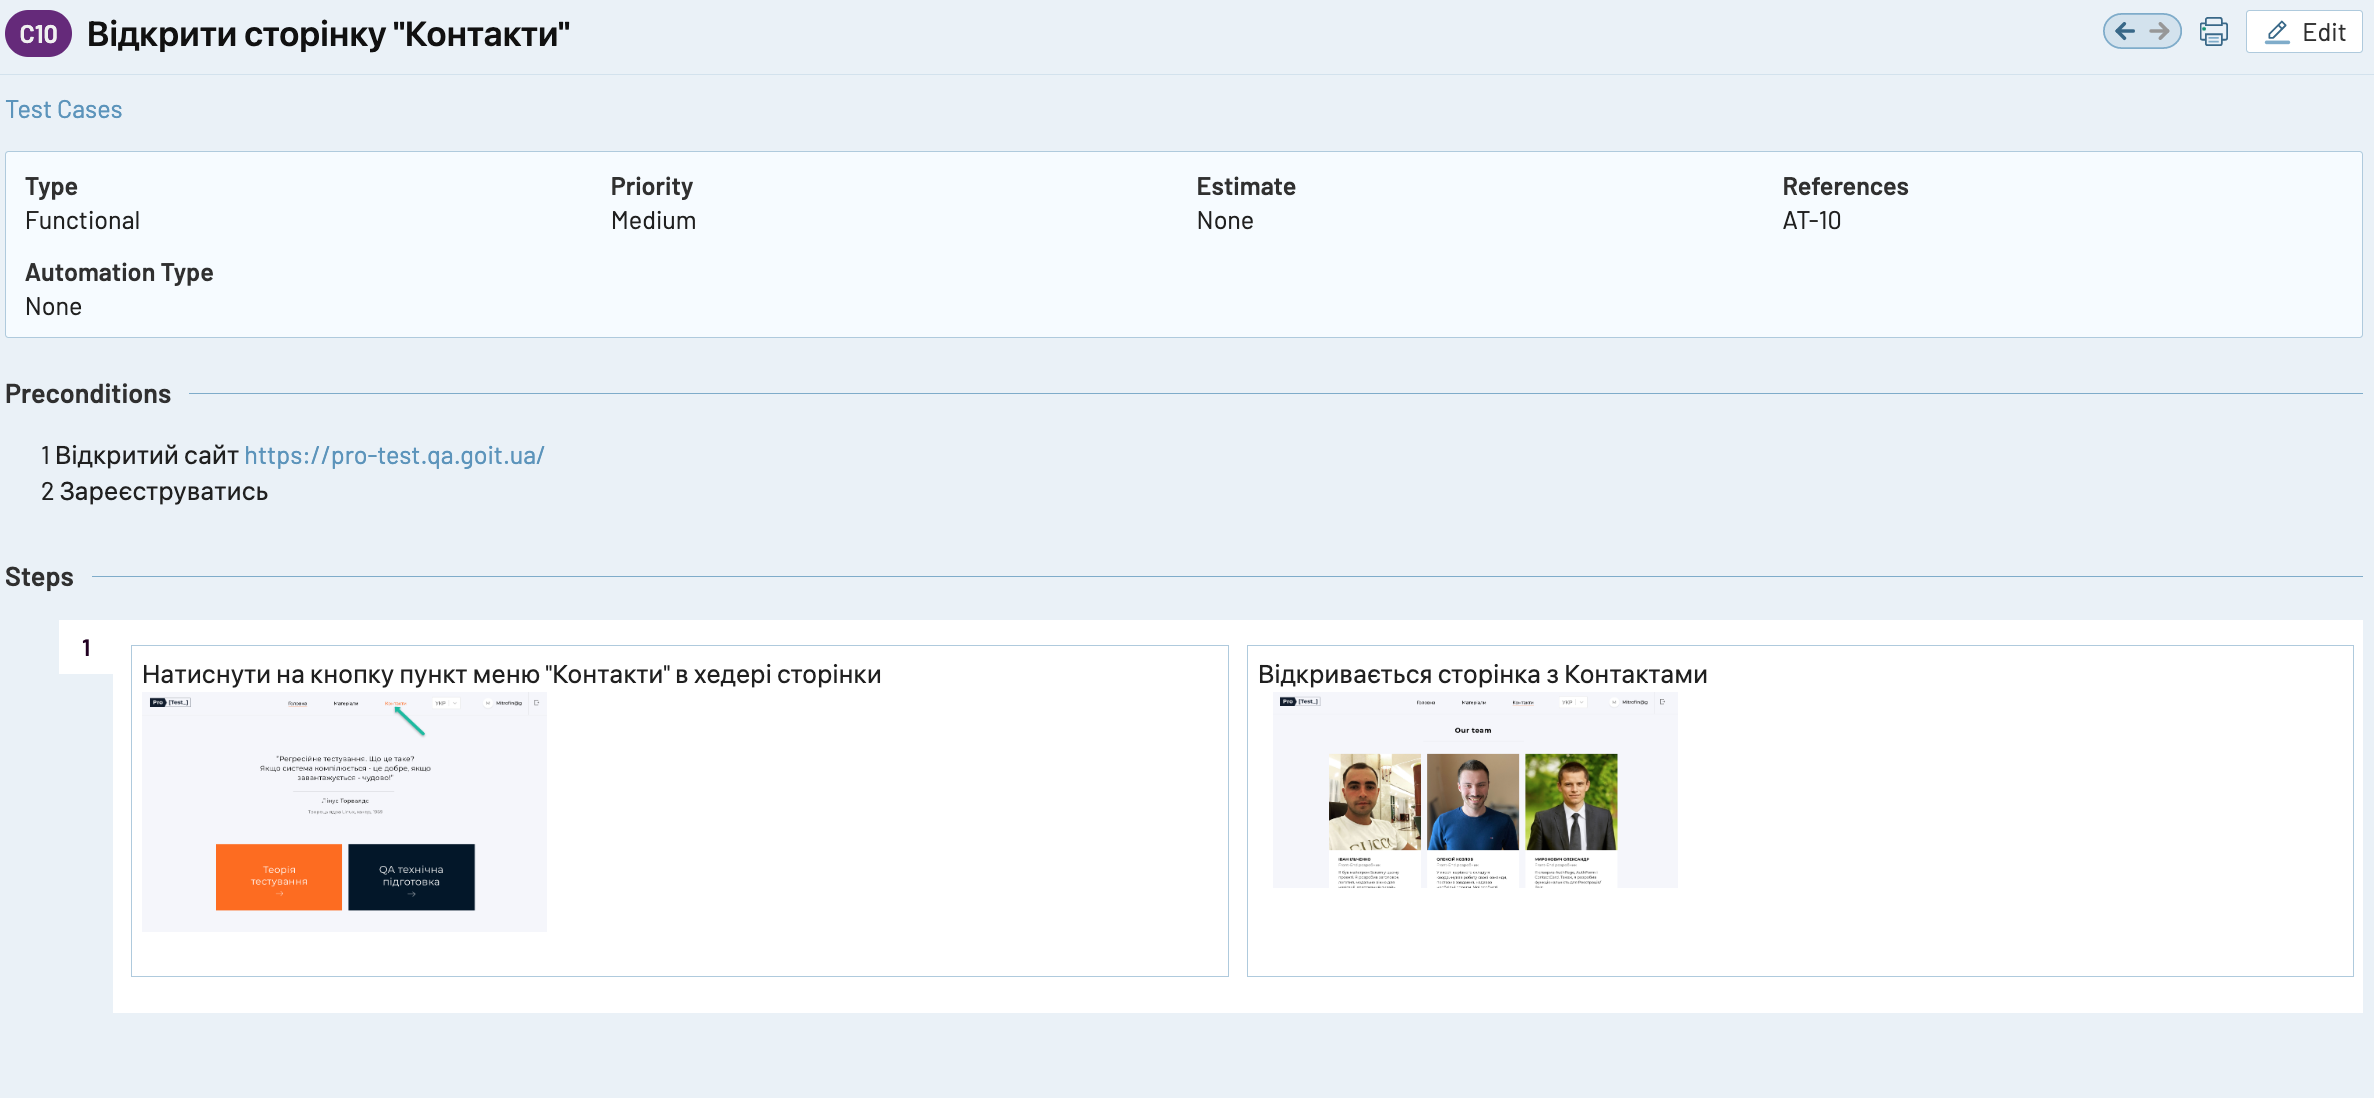 C10 Відкрити сторінку "Контакти"
Edit
Test Cases
Type
Functional
Priority
Medium
Estimate
None
References
AT-10
Automation Type
None
Preconditions
1 Відкритий сайт https://pro-test.qa.goit.ua/
2 Зареєструватись
Steps
1
Натиснути на кнопку пункт меню "Контакти" в хедері сторінки
Pro [Test_]
Головна Матеріали Контакти УКР
"Регресійне тестування. Що це таке?
Якщо система компілюється - це добре, якщо
завантажується - чудово!"
Лінус Торвальдс
Теорія
тестування
→
QA технічна
підготовка
→
Відкривається сторінка з Контактами
Pro [Test_]
Головна Матеріали Контакти УКР
Our team
GUCCI